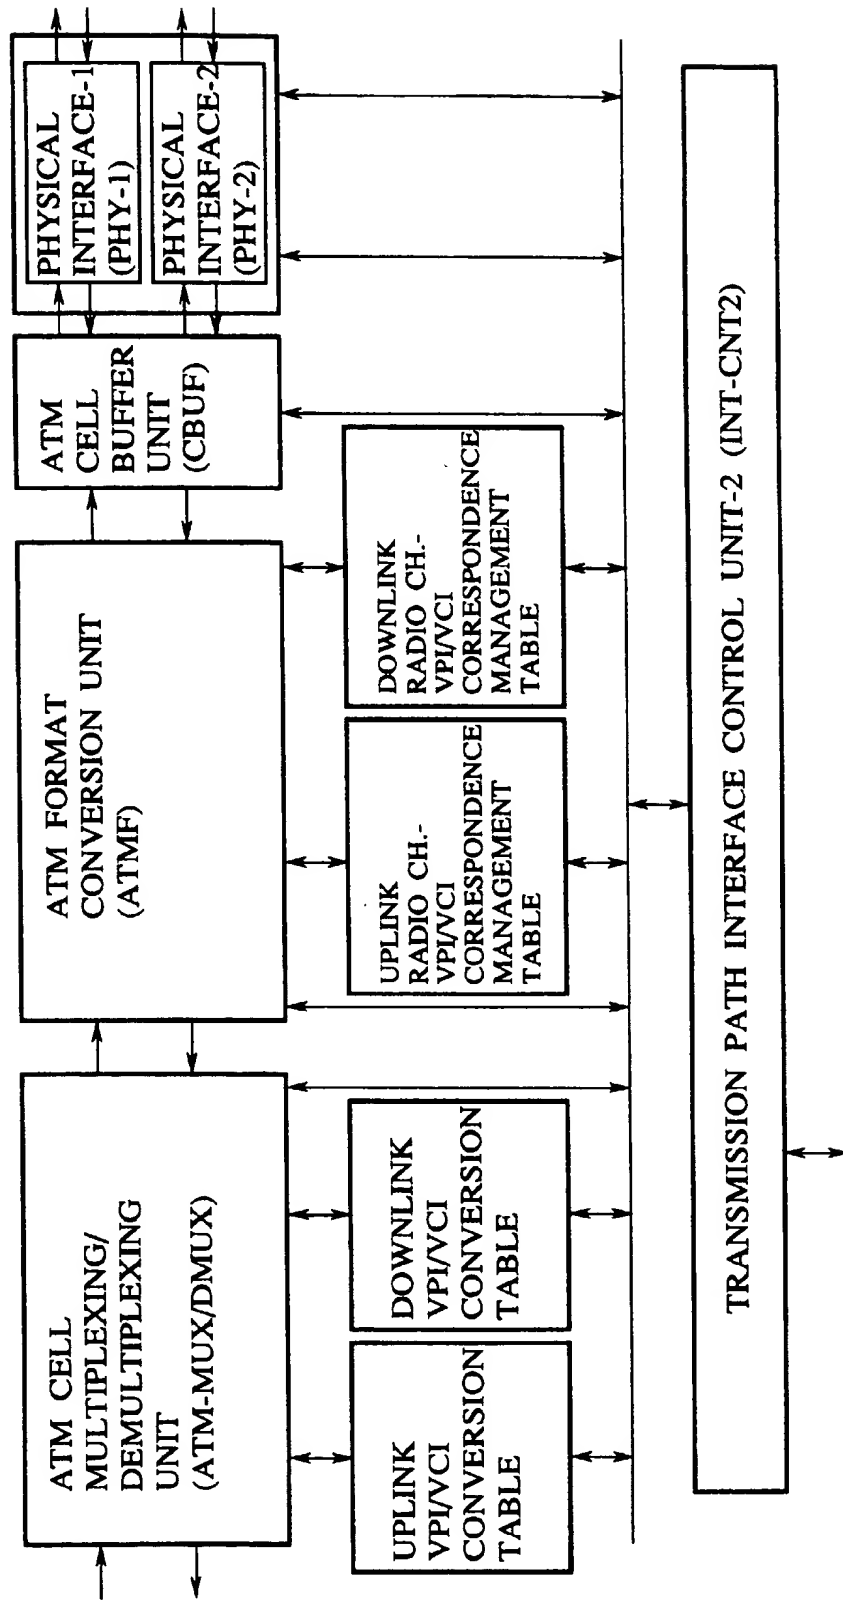 ATM CELL
MULTIPLEXING/
DEMULTIPLEXING
UNIT
(ATM-MUX/DMUX)
ATM FORMAT
CONVERSION UNIT
(ATMF)
ATM
CELL
BUFFER
UNIT
(CBUF)
PHYSICAL
INTERFACE-1
(PHY-1)
PHYSICAL
INTERFACE-2
(PHY-2)
UPLINK
VPI/VCI
CONVERSION
TABLE
DOWNLINK
VPI/VCI
CONVERSION
TABLE
UPLINK
RADIO CH.-
VPI/VCI
CORRESPONDENCE
MANAGEMENT
TABLE
DOWNLINK
RADIO CH.-
VPI/VCI
CORRESPONDENCE
MANAGEMENT
TABLE
TRANSMISSION PATH INTERFACE CONTROL UNIT-2 (INT-CNT2)